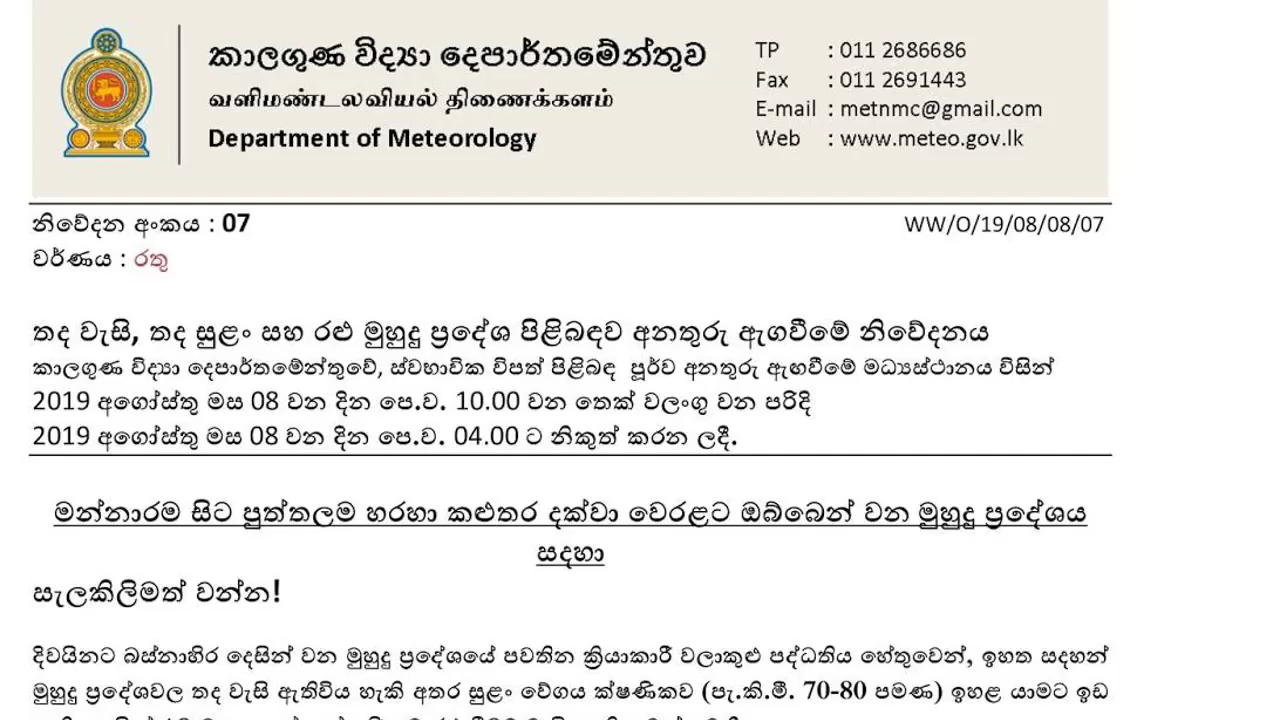 කාලගුණ විද්‍යා දෙපාර්තමේන්තුව
வளிமண்டலவியல் திணைக்களம்
Department of Meteorology
TP : 011 2686686
Fax : 011 2691443
E-mail : metnmc@gmail.com
Web : www.meteo.gov.lk
නිවේදන අංකය : 07
WW/O/19/08/08/07
වර්ණය : රතු
තද වැසි, තද සුළං සහ රළු මුහුදු ප්‍රදේශ පිළිබඳව අනතුරු ඇගවීමේ නිවේදනය
කාලගුණ විද්‍යා දෙපාර්තමේන්තුවේ, ස්වභාවික විපත් පිළිබඳ පූර්ව අනතුරු ඇඟවීමේ මධ්‍යස්ථානය විසින්
2019 අගෝස්තු මස 08 වන දින පෙ.ව. 10.00 වන තෙක් වලංගු වන පරිදි
2019 අගෝස්තු මස 08 වන දින පෙ.ව. 04.00 ට නිකුත් කරන ලදී.
මන්නාරම සිට පුත්තලම හරහා කළුතර දක්වා වෙරළට ඔබ්බෙන් වන මුහුදු ප්‍රදේශය
සදහා
සැලකිලිමත් වන්න!
දිවයිනට බස්නාහිර දෙසින් වන මුහුදු ප්‍රදේශයේ පවතින ක්‍රියාකාරී වලාකුළු පද්ධතිය හේතුවෙන්, ඉහත සදහන්
මුහුදු ප්‍රදේශවල තද වැසි ඇතිවිය හැකි අතර සුළං වේගය ක්ෂණිකව (පැ.කි.මී. 70-80 පමණ) ඉහළ යාමට ඉඩ